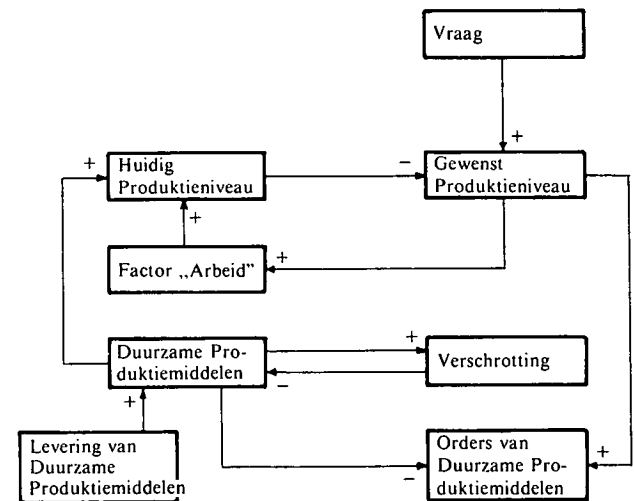 Vraag
+
+
Huidig
Produktieniveau
−
Gewenst
Produktieniveau
+
Factor „Arbeid”
+
Duurzame Pro-
duktiemiddelen
+
−
Verschrotting
+
Levering van
Duurzame
Produktiemiddelen
−
Orders van
Duurzame Pro-
duktiemiddelen
+